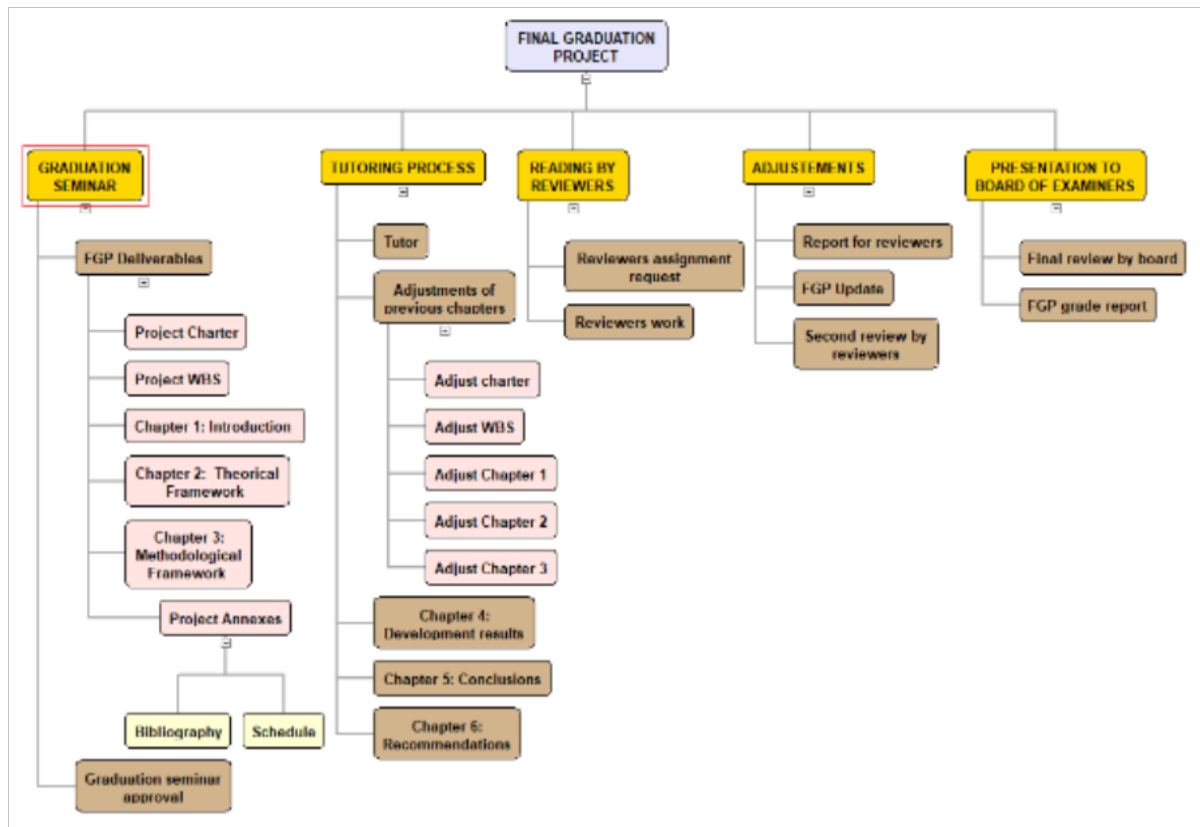 FINAL GRADUATION
PROJECT
GRADUATION
SEMINAR
FGP Deliverables
Project Charter
Project WBS
Chapter 1: Introduction
Chapter 2: Theorical
Framework
Chapter 3:
Methodological
Framework
Project Annexes
Bibliography
Schedule
Graduation seminar
approval
TUTORING PROCESS
Tutor
Adjustments of
previous chapters
Adjust charter
Adjust WBS
Adjust Chapter 1
Adjust Chapter 2
Adjust Chapter 3
Chapter 4:
Development results
Chapter 5: Conclusions
Chapter 6:
Recommendations
READING BY
REVIEWERS
Reviewers assignment
request
Reviewers work
ADJUSTEMENTS
Report for reviewers
FGP Update
Second review by
reviewers
PRESENTATION TO
BOARD OF EXAMINERS
Final review by board
FGP grade report